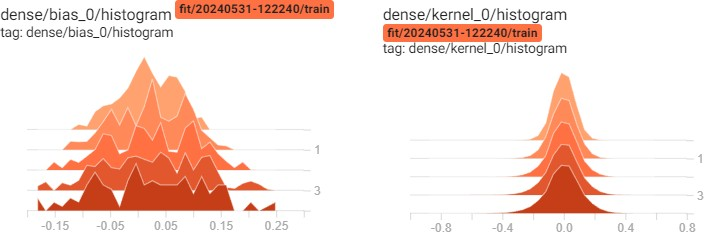 dense/bias_0/histogram fit/20240531-122240/train
tag: dense/bias_0/histogram
1
3
-0.15 -0.05 0.05 0.15 0.25
dense/kernel_0/histogram
fit/20240531-122240/train
tag: dense/kernel_0/histogram
1
3
-0.8 -0.4 0.0 0.4 0.8